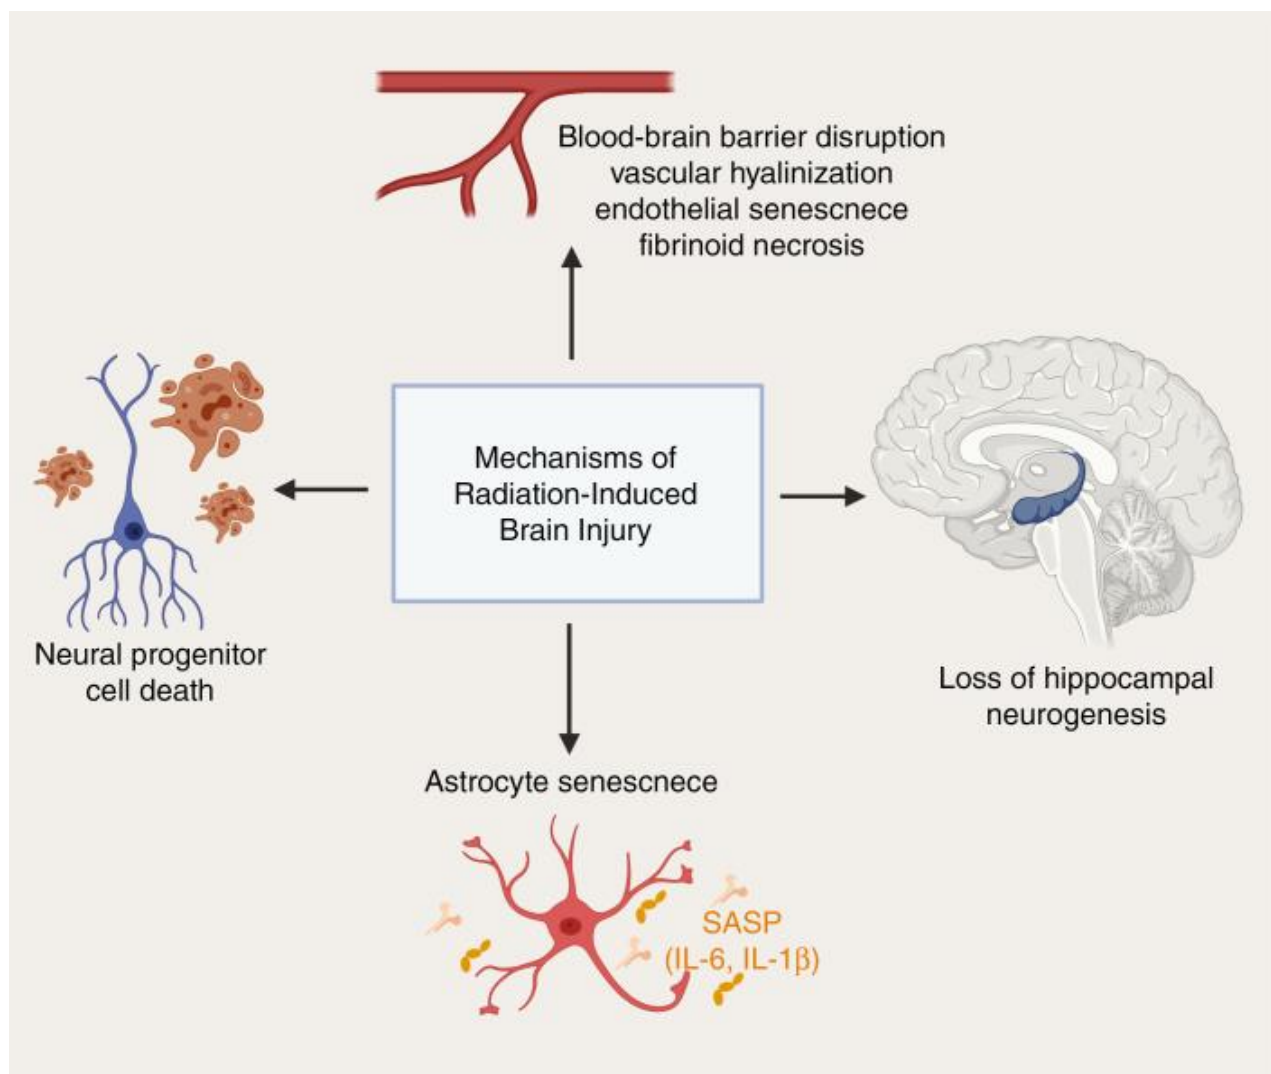 Blood-brain barrier disruption
vascular hyalinization
endothelial senescnece
fibrinoid necrosis
Mechanisms of
Radiation-Induced
Brain Injury
Neural progenitor
cell death
Loss of hippocampal
neurogenesis
Astrocyte senescnece
SASP
(IL-6, IL-1β)